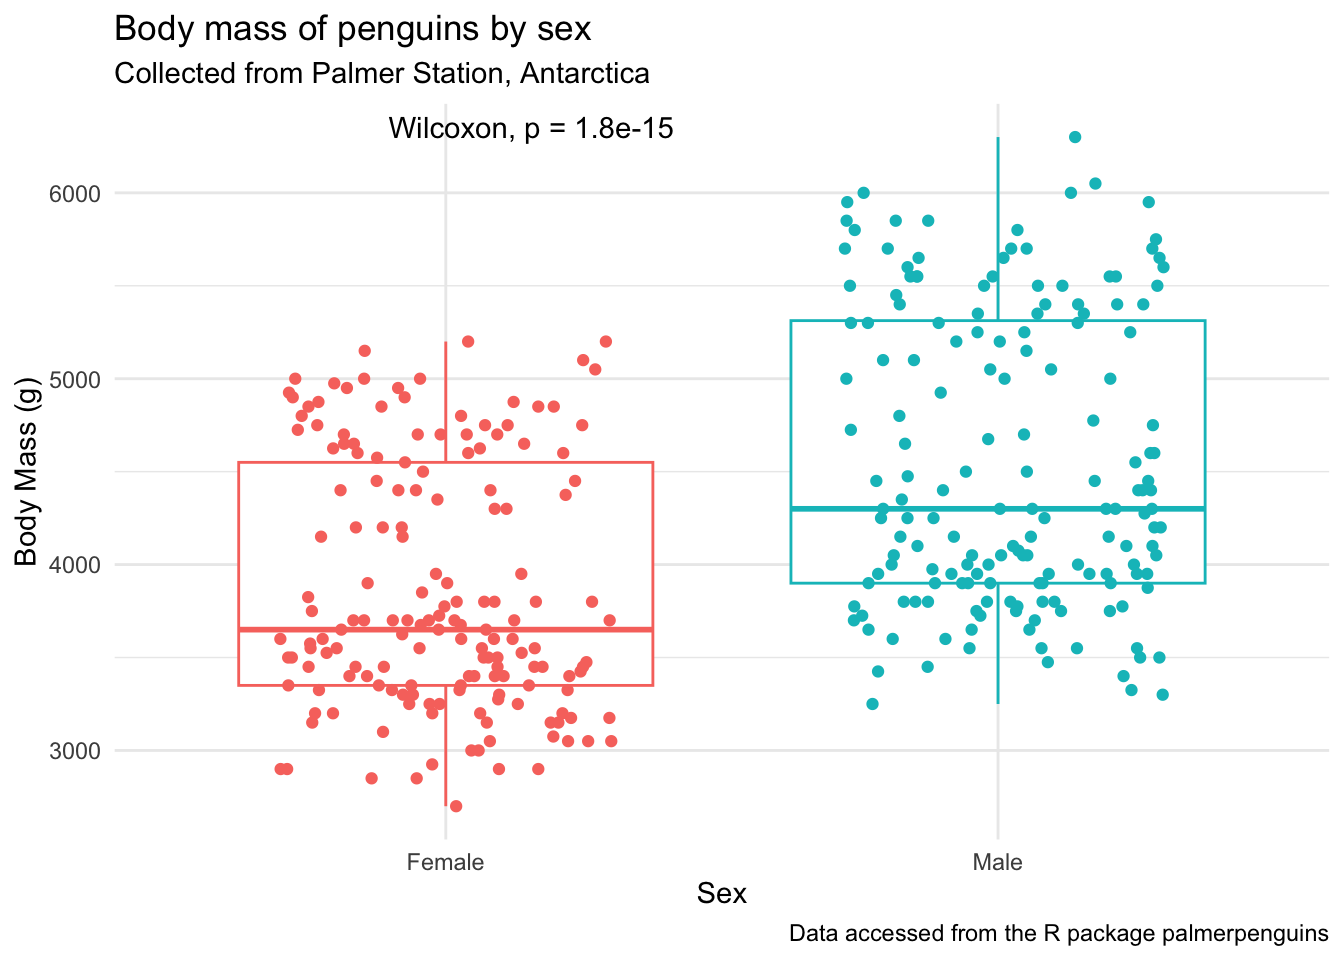 Body mass of penguins by sex
Collected from Palmer Station, Antarctica
Wilcoxon, p = 1.8e-15
6000
5000
4000
3000
Body Mass (g)
Female
Male
Sex
Data accessed from the R package palmerpenguins